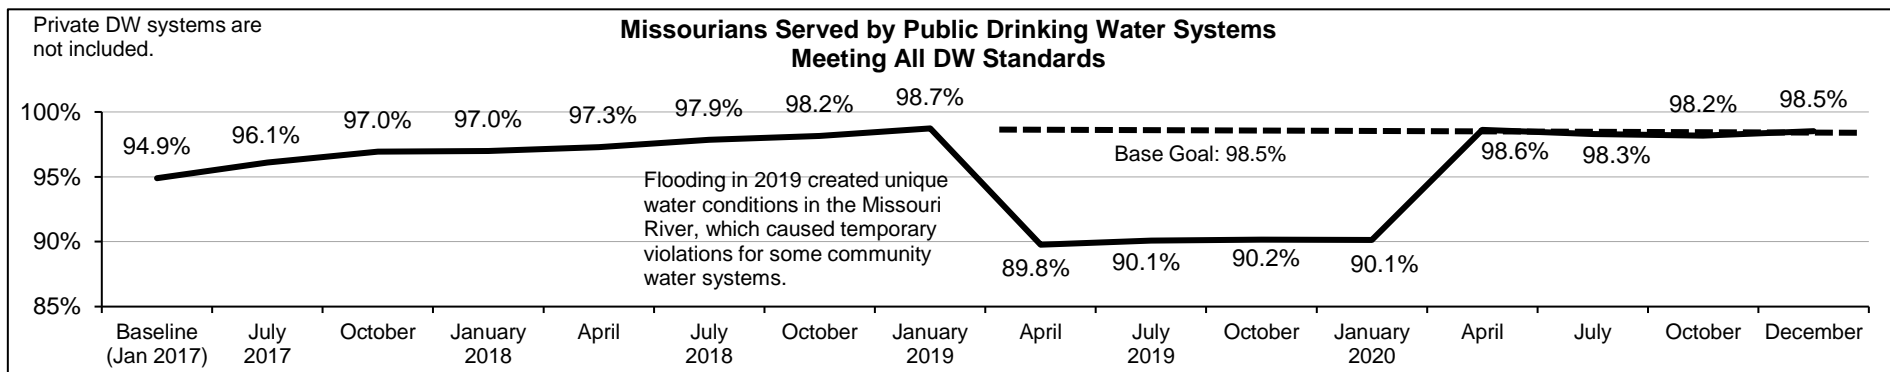 Private DW systems are
not included.
Missourians Served by Public Drinking Water Systems
Meeting All DW Standards
100%
95%
90%
85%
94.9%
96.1%
97.0%
97.0%
97.3%
97.9%
98.2%
98.7%
89.8%
90.1%
90.2%
90.1%
98.6%
98.3%
98.2%
98.5%
Base Goal: 98.5%
Flooding in 2019 created unique
water conditions in the Missouri
River, which caused temporary
violations for some community
water systems.
Baseline
(Jan 2017)
July
2017
October
January
2018
April
July
2018
October
January
2019
April
July
2019
October
January
2020
April
July
October
December